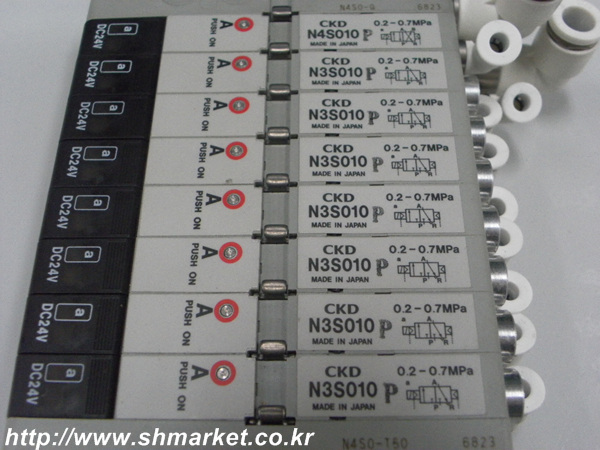 N4S0-Q 6823
DC24V a PUSH ON A CKD 0.2-0.7MPa
N4S010 P
MADE IN JAPAN
DC24V a PUSH ON A CKD 0.2-0.7MPa
N3S010 P
MADE IN JAPAN
DC24V a PUSH ON A CKD 0.2-0.7MPa
N3S010 P
MADE IN JAPAN
DC24V a PUSH ON A CKD 0.2-0.7MPa
N3S010 P
MADE IN JAPAN
DC24V a PUSH ON A CKD 0.2-0.7MPa
N3S010 P
MADE IN JAPAN
DC24V a PUSH ON A CKD 0.2-0.7MPa
N3S010 P
MADE IN JAPAN
DC24V a PUSH ON A CKD 0.2-0.7MPa
N3S010 P
MADE IN JAPAN
DC24V a PUSH ON A CKD 0.2-0.7MPa
N3S010 P
MADE IN JAPAN
N4S0-T60 6823
http://www.shmarket.co.kr